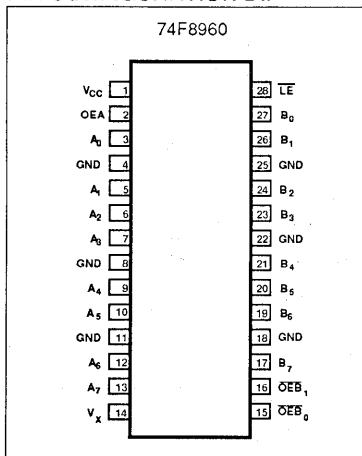 74F8960
VCC 1 28 LE
OEA 2 27 B0
A0 3 26 B1
GND 4 25 GND
A1 5 24 B2
A2 6 23 B3
A3 7 22 GND
GND 8 21 B4
A4 9 20 B5
A5 10 19 B6
GND 11 18 GND
A6 12 17 B7
A7 13 16 OEB1
VX 14 15 OEB0